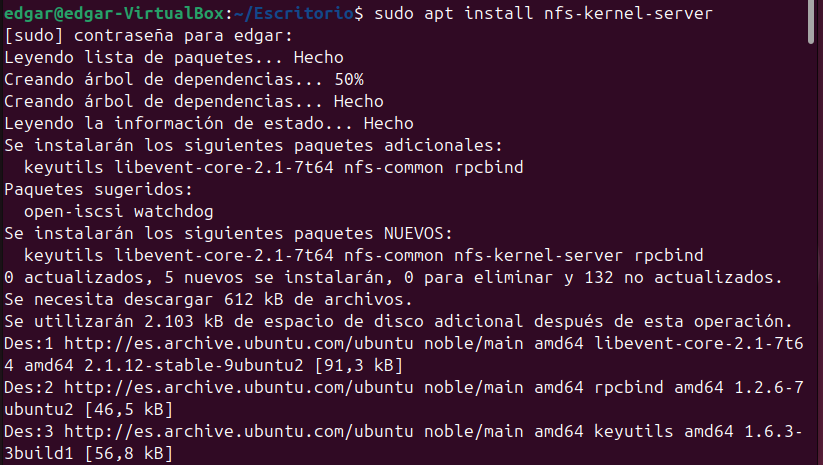 edgar@edgar-VirtualBox:~/Escritorio$ sudo apt install nfs-kernel-server
[sudo] contraseña para edgar:
Leyendo lista de paquetes... Hecho
Creando árbol de dependencias... 50%
Creando árbol de dependencias... Hecho
Leyendo la información de estado... Hecho
Se instalarán los siguientes paquetes adicionales:
  keyutils libevent-core-2.1-7t64 nfs-common rpcbind
Paquetes sugeridos:
  open-iscsi watchdog
Se instalarán los siguientes paquetes NUEVOS:
  keyutils libevent-core-2.1-7t64 nfs-common nfs-kernel-server rpcbind
0 actualizados, 5 nuevos se instalarán, 0 para eliminar y 132 no actualizados.
Se necesita descargar 612 kB de archivos.
Se utilizarán 2.103 kB de espacio de disco adicional después de esta operación.
Des:1 http://es.archive.ubuntu.com/ubuntu noble/main amd64 libevent-core-2.1-7t6
4 amd64 2.1.12-stable-9ubuntu2 [91,3 kB]
Des:2 http://es.archive.ubuntu.com/ubuntu noble/main amd64 rpcbind amd64 1.2.6-7
ubuntu2 [46,5 kB]
Des:3 http://es.archive.ubuntu.com/ubuntu noble/main amd64 keyutils amd64 1.6.3-
3build1 [56,8 kB]